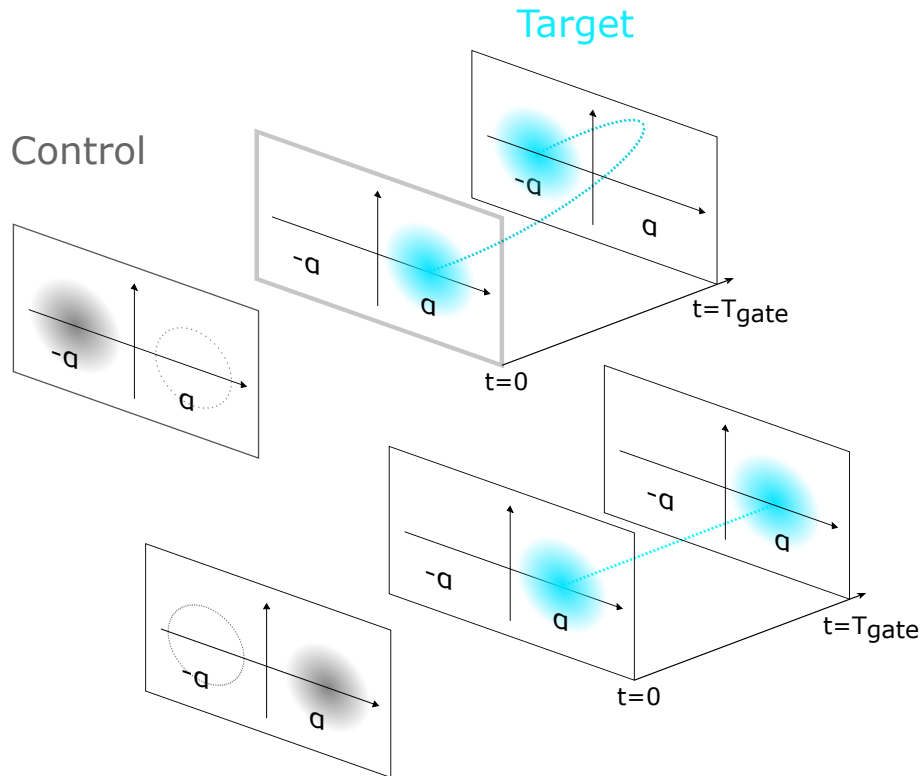 Target
Control
-ɑ
ɑ
-ɑ
ɑ
t=T_gate
t=0
-ɑ
ɑ
-ɑ
ɑ
-ɑ
ɑ
t=T_gate
t=0
-ɑ
ɑ